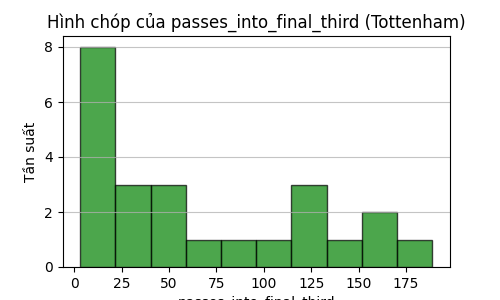 Hình chóp của passes_into_final_third (Tottenham)
8
6
4
2
0
Tần suất
0 25 50 75 100 125 150 175
passes_into_final_third